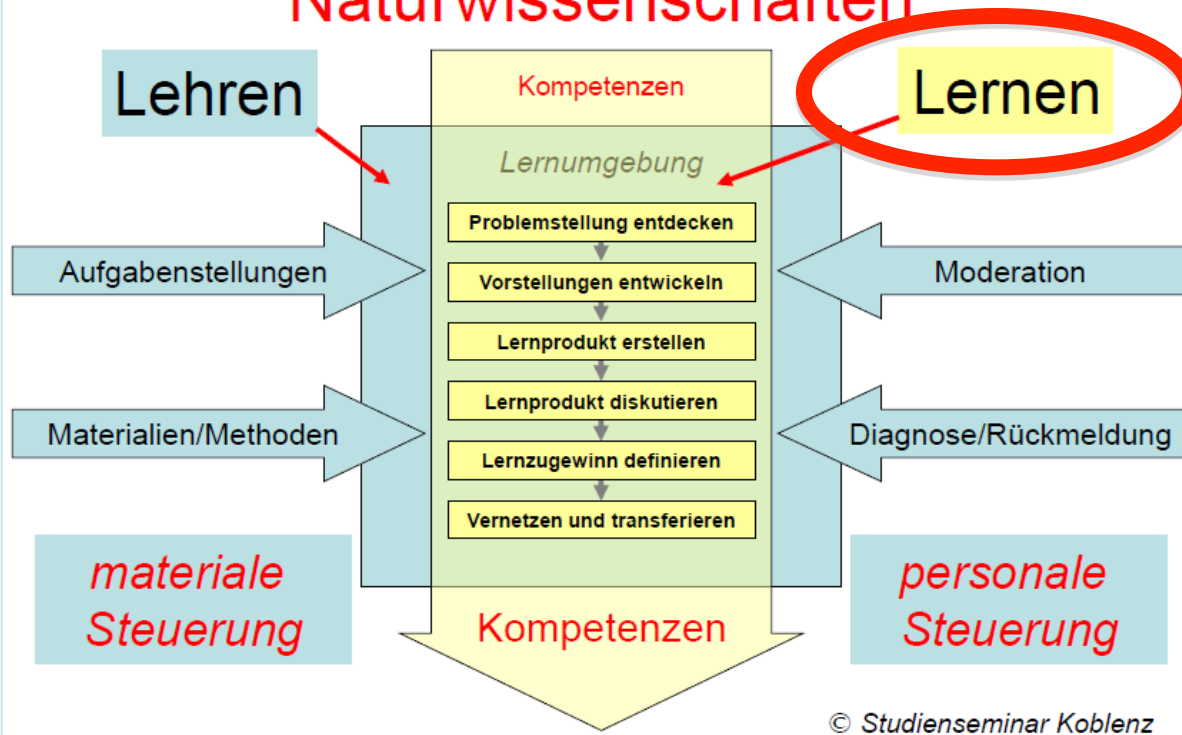 Naturwissenschaften
Lehren
Kompetenzen
Lernen
Lernumgebung
Problemstellung entdecken
Aufgabenstellungen
Vorstellungen entwickeln
Moderation
Lernprodukt erstellen
Lernprodukt diskutieren
Materialien/Methoden
Diagnose/Rückmeldung
Lernzugewinn definieren
Vernetzen und transferieren
materiale
Steuerung
personale
Steuerung
Kompetenzen
© Studienseminar Koblenz